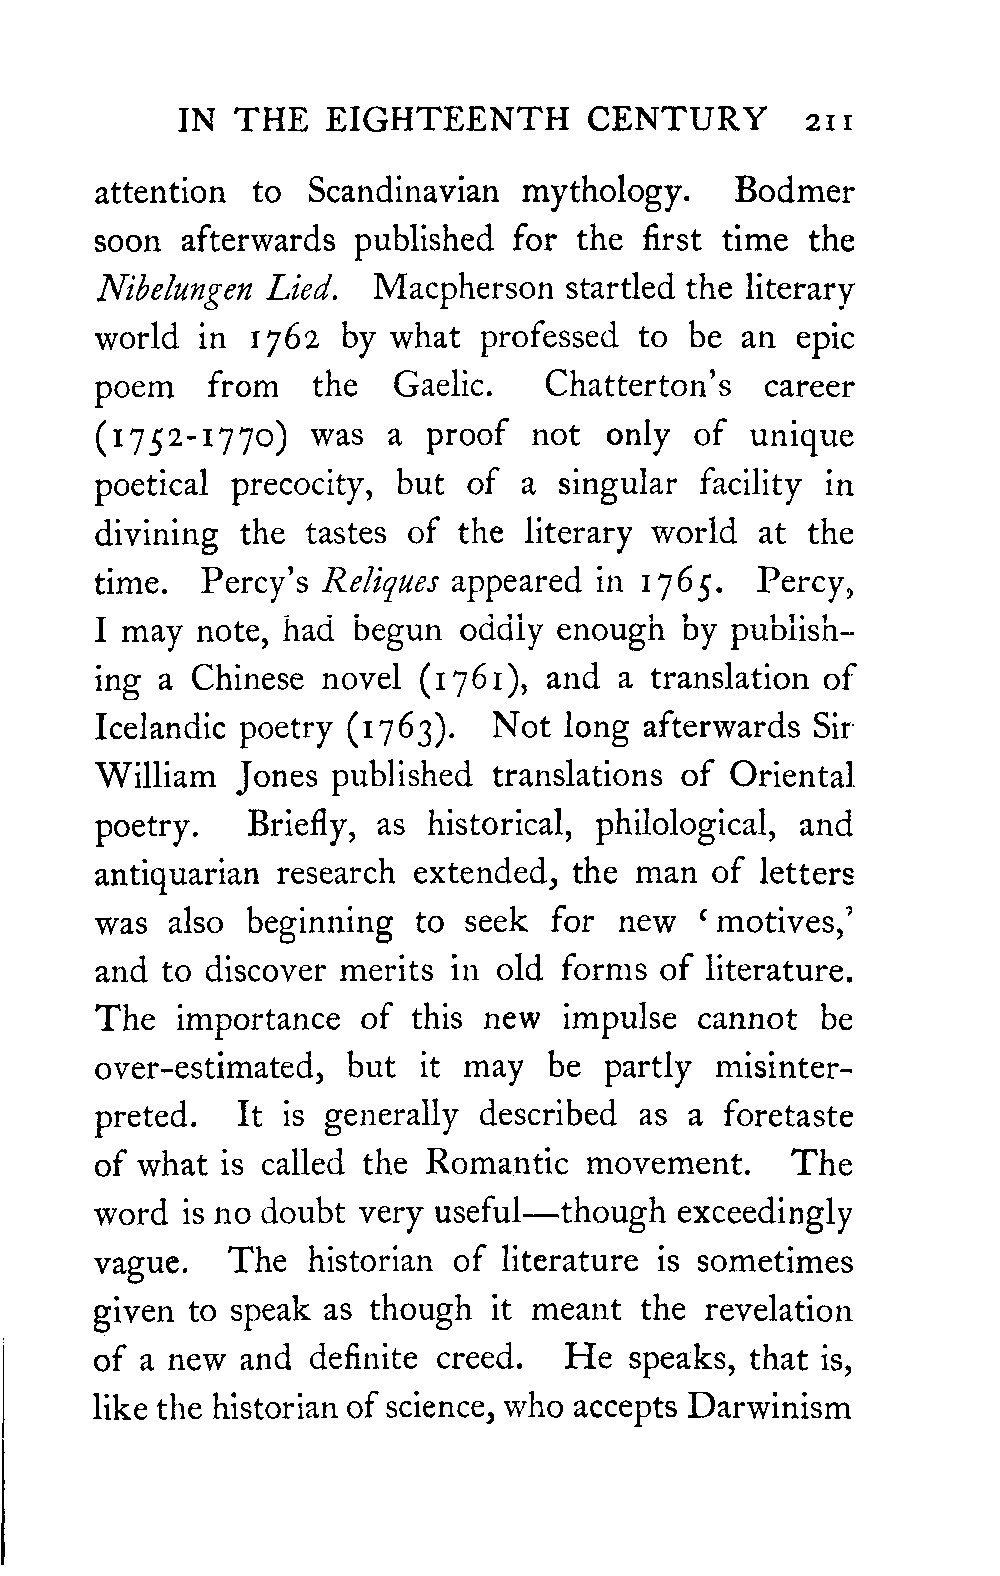 IN THE EIGHTEENTH CENTURY 211
attention to Scandinavian mythology. Bodmer
soon afterwards published for the first time the
Nibelungen Lied. Macpherson startled the literary
world in 1762 by what professed to be an epic
poem from the Gaelic. Chatterton's career
(1752-1770) was a proof not only of unique
poetical precocity, but of a singular facility in
divining the tastes of the literary world at the
time. Percy's Reliques appeared in 1765. Percy,
I may note, had begun oddly enough by publish-
ing a Chinese novel (1761), and a translation of
Icelandic poetry (1763). Not long afterwards Sir
William Jones published translations of Oriental
poetry. Briefly, as historical, philological, and
antiquarian research extended, the man of letters
was also beginning to seek for new ‘motives,’
and to discover merits in old forms of literature.
The importance of this new impulse cannot be
over-estimated, but it may be partly misinter-
preted. It is generally described as a foretaste
of what is called the Romantic movement. The
word is no doubt very useful—though exceedingly
vague. The historian of literature is sometimes
given to speak as though it meant the revelation
of a new and definite creed. He speaks, that is,
like the historian of science, who accepts Darwinism